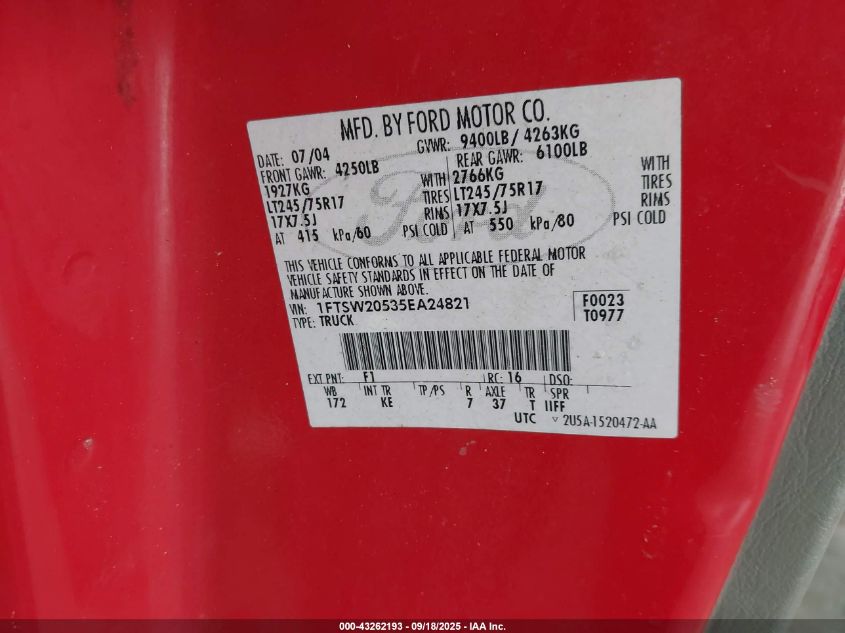 MFD. BY FORD MOTOR CO.
DATE: 07/04 GVWR: 9400LB/ 4263KG
FRONT GAWR: 4250LB REAR GAWR: 6100LB
1927KG WITH 2766KG WITH
LT245/75R17 TIRES LT245/75R17 TIRES
17X7.5J RIMS 17X7.5J RIMS
AT 415 kPa/60 PSI COLD AT 550 kPa/80 PSI COLD
Ford
THIS VEHICLE CONFORMS TO ALL APPLICABLE FEDERAL MOTOR
VEHICLE SAFETY STANDARDS IN EFFECT ON THE DATE OF
MANUFACTURE SHOWN ABOVE.
VIN: 1FTSW20535EA24821 F0023
TYPE: TRUCK T0977
EXT PNT: F1 RC: 16 DSO:
WB INT TR TP/PS R AXLE TR SPR
172 KE 7 37 T IIFF
UTC ▽ 2U5A-1520472-AA
000-43262193 - 09/18/2025 - IAA Inc.